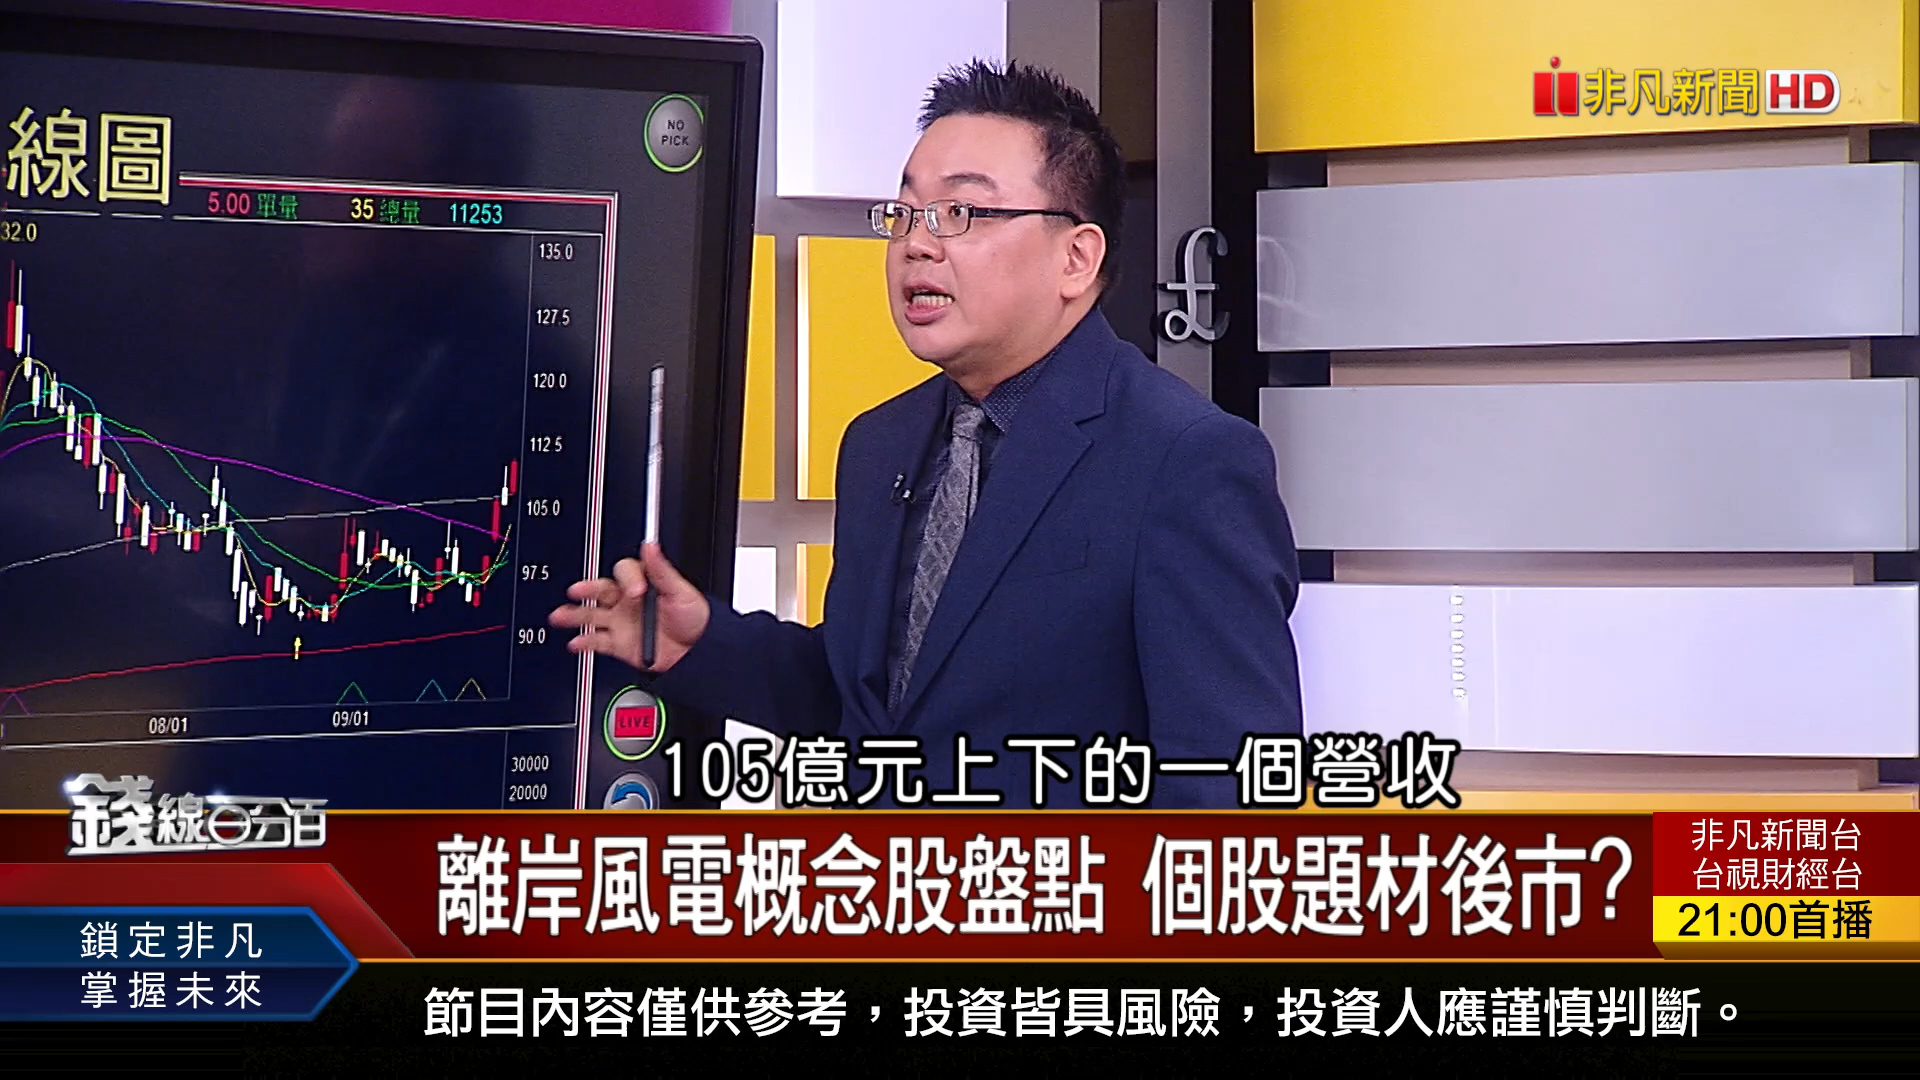 非凡新聞HD
線圖
NO
PICK
5.00 單量 35 總量 11253
32.0
135.0
127.5
120.0
112.5
105.0
97.5
90.0
08/01 09/01
LIVE
30000
20000
£
105億元上下的一個營收
錢線百分百
離岸風電概念股盤點 個股題材後市?
非凡新聞台
台視財經台
21:00首播
鎖定非凡
掌握未來
節目內容僅供參考，投資皆具風險，投資人應謹慎判斷。